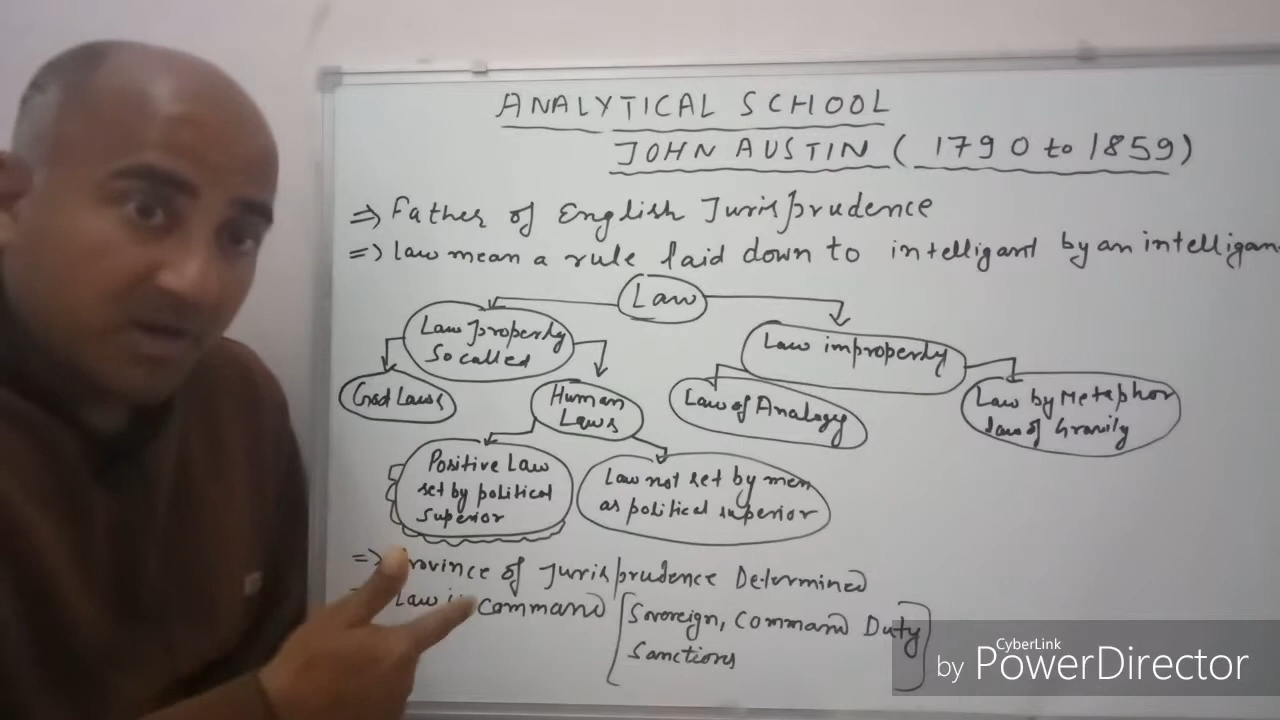 ANALYTICAL SCHOOL
JOHN AUSTIN ( 1790 to 1859)
=> Father of English Jurisprudence
=> Law mean a rule laid down to intelligant by an intelligan
Law
Law Properly
So called
Law improperly
God Laws
Human
Laws
Law of Analogy
Law by Metaphor
law of Gravity
Positive Law
set by political
Superior
Law not set by men
as political superior
=> Province of Jurisprudence Determined
Law is command [Sovereign, Command Duty
Sanctions]
CyberLink
by PowerDirector